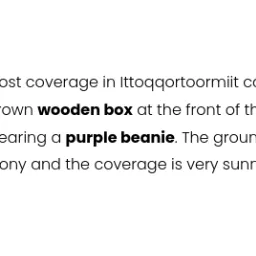 ost coverage in Ittoqqortoormiit c
rown wooden box at the front of th
earing a purple beanie. The groun
ony and the coverage is very sunn